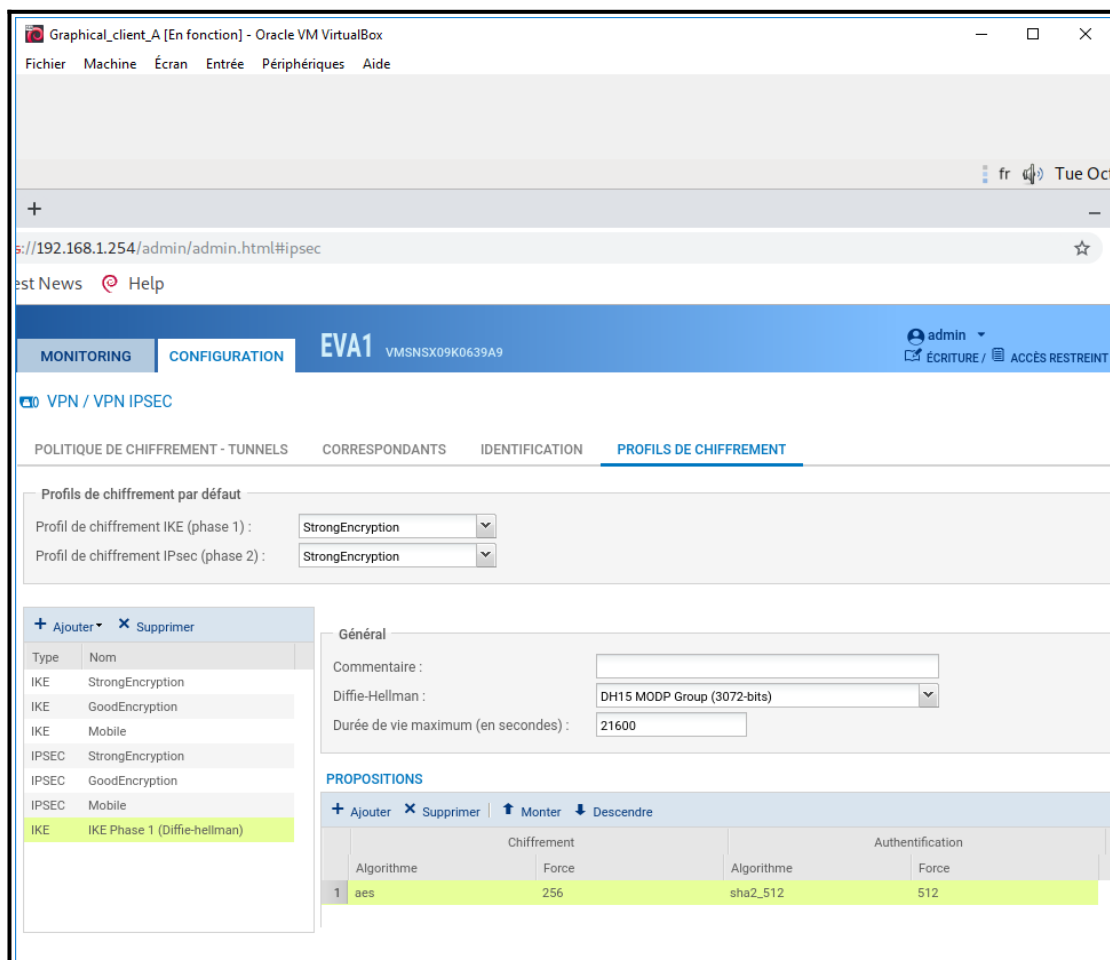 Graphical_client_A [En fonction] - Oracle VM VirtualBox
Fichier Machine Écran Entrée Périphériques Aide
fr Tue Oct
+
s://192.168.1.254/admin/admin.html#ipsec
est News Help
MONITORING CONFIGURATION EVA1 VMSNSX09K0639A9 admin
ÉCRITURE / ACCÈS RESTREINT
VPN / VPN IPSEC
POLITIQUE DE CHIFFREMENT - TUNNELS CORRESPONDANTS IDENTIFICATION PROFILS DE CHIFFREMENT
Profils de chiffrement par défaut
Profil de chiffrement IKE (phase 1) : StrongEncryption
Profil de chiffrement IPsec (phase 2) : StrongEncryption
+ Ajouter × Supprimer
Type Nom
IKE StrongEncryption
IKE GoodEncryption
IKE Mobile
IPSEC StrongEncryption
IPSEC GoodEncryption
IPSEC Mobile
IKE IKE Phase 1 (Diffie-hellman)
Général
Commentaire :
Diffie-Hellman : DH15 MODP Group (3072-bits)
Durée de vie maximum (en secondes) : 21600
PROPOSITIONS
+ Ajouter × Supprimer Monter Descendre
Chiffrement Authentification
Algorithme Force Algorithme Force
1 aes 256 sha2_512 512